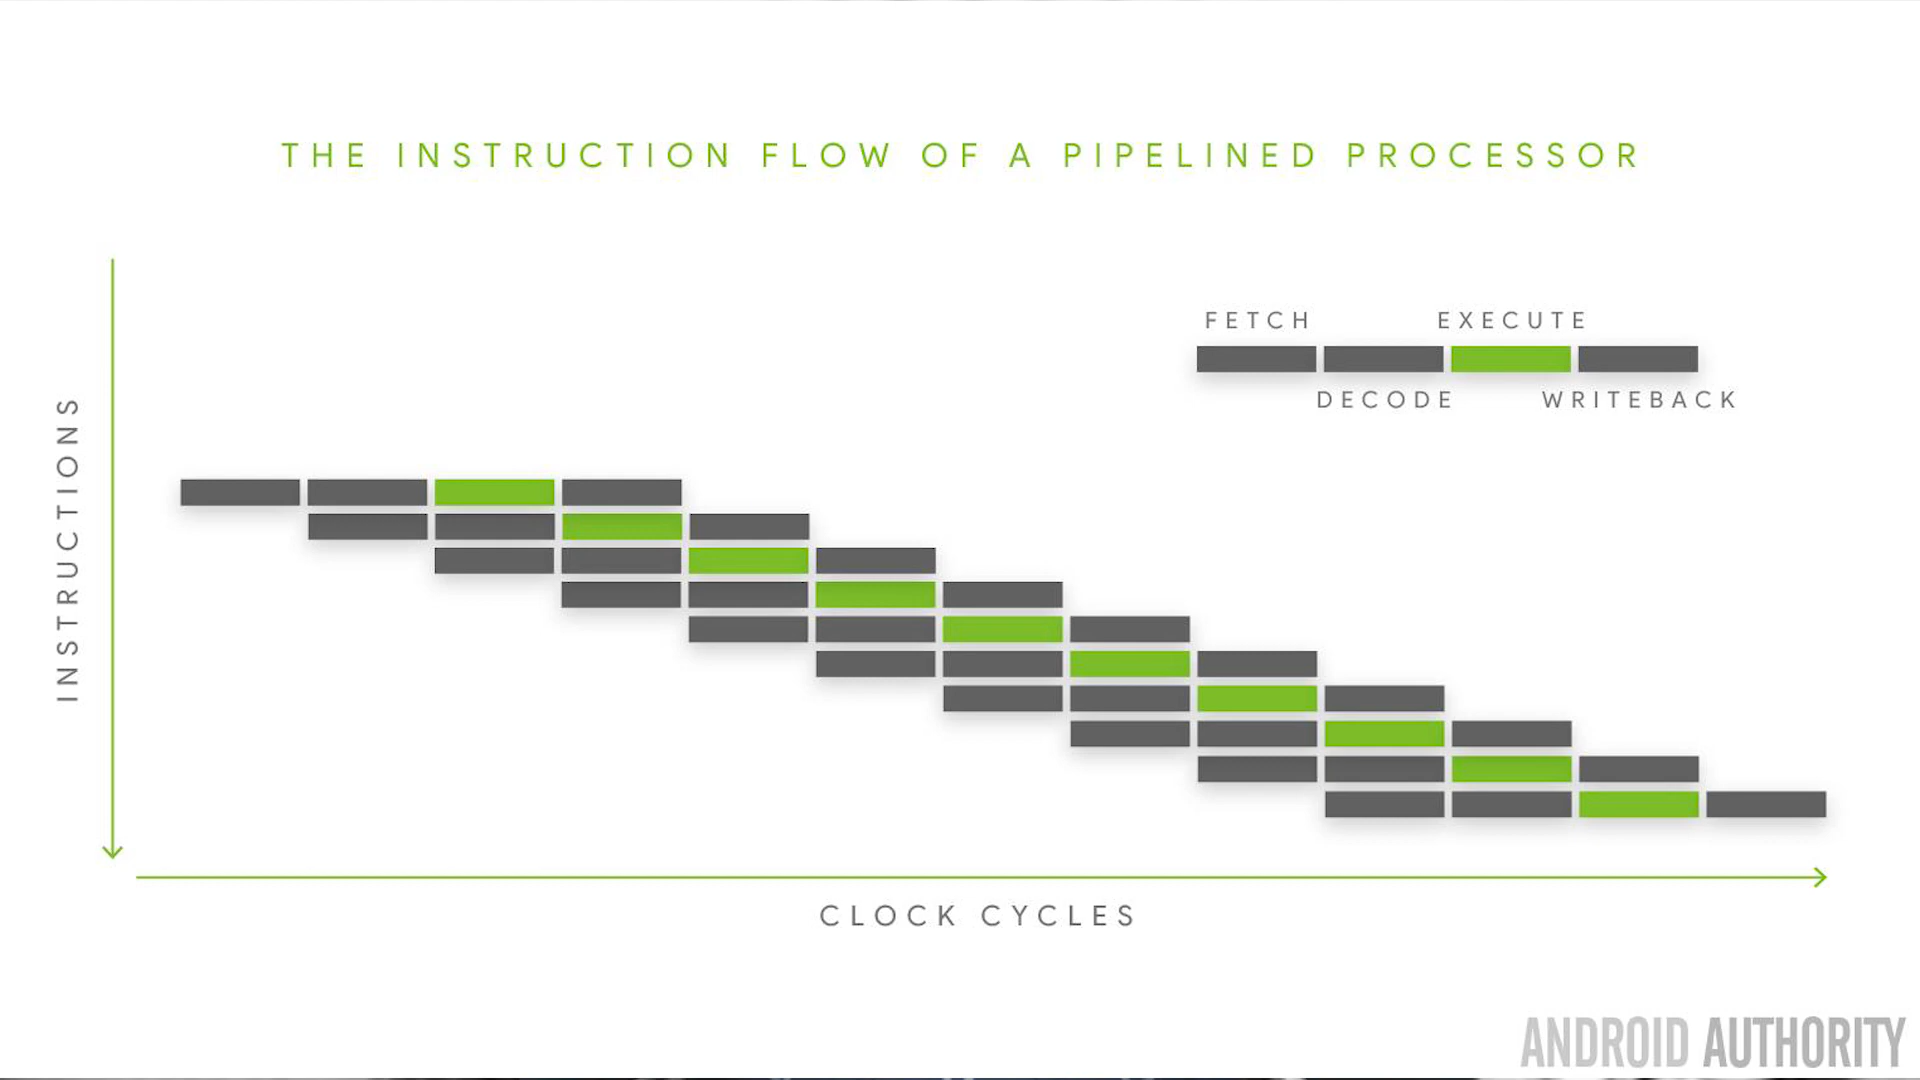 THE INSTRUCTION FLOW OF A PIPELINED PROCESSOR
FETCH
EXECUTE
DECODE
WRITEBACK
INSTRUCTIONS
CLOCK CYCLES
ANDROID AUTHORITY